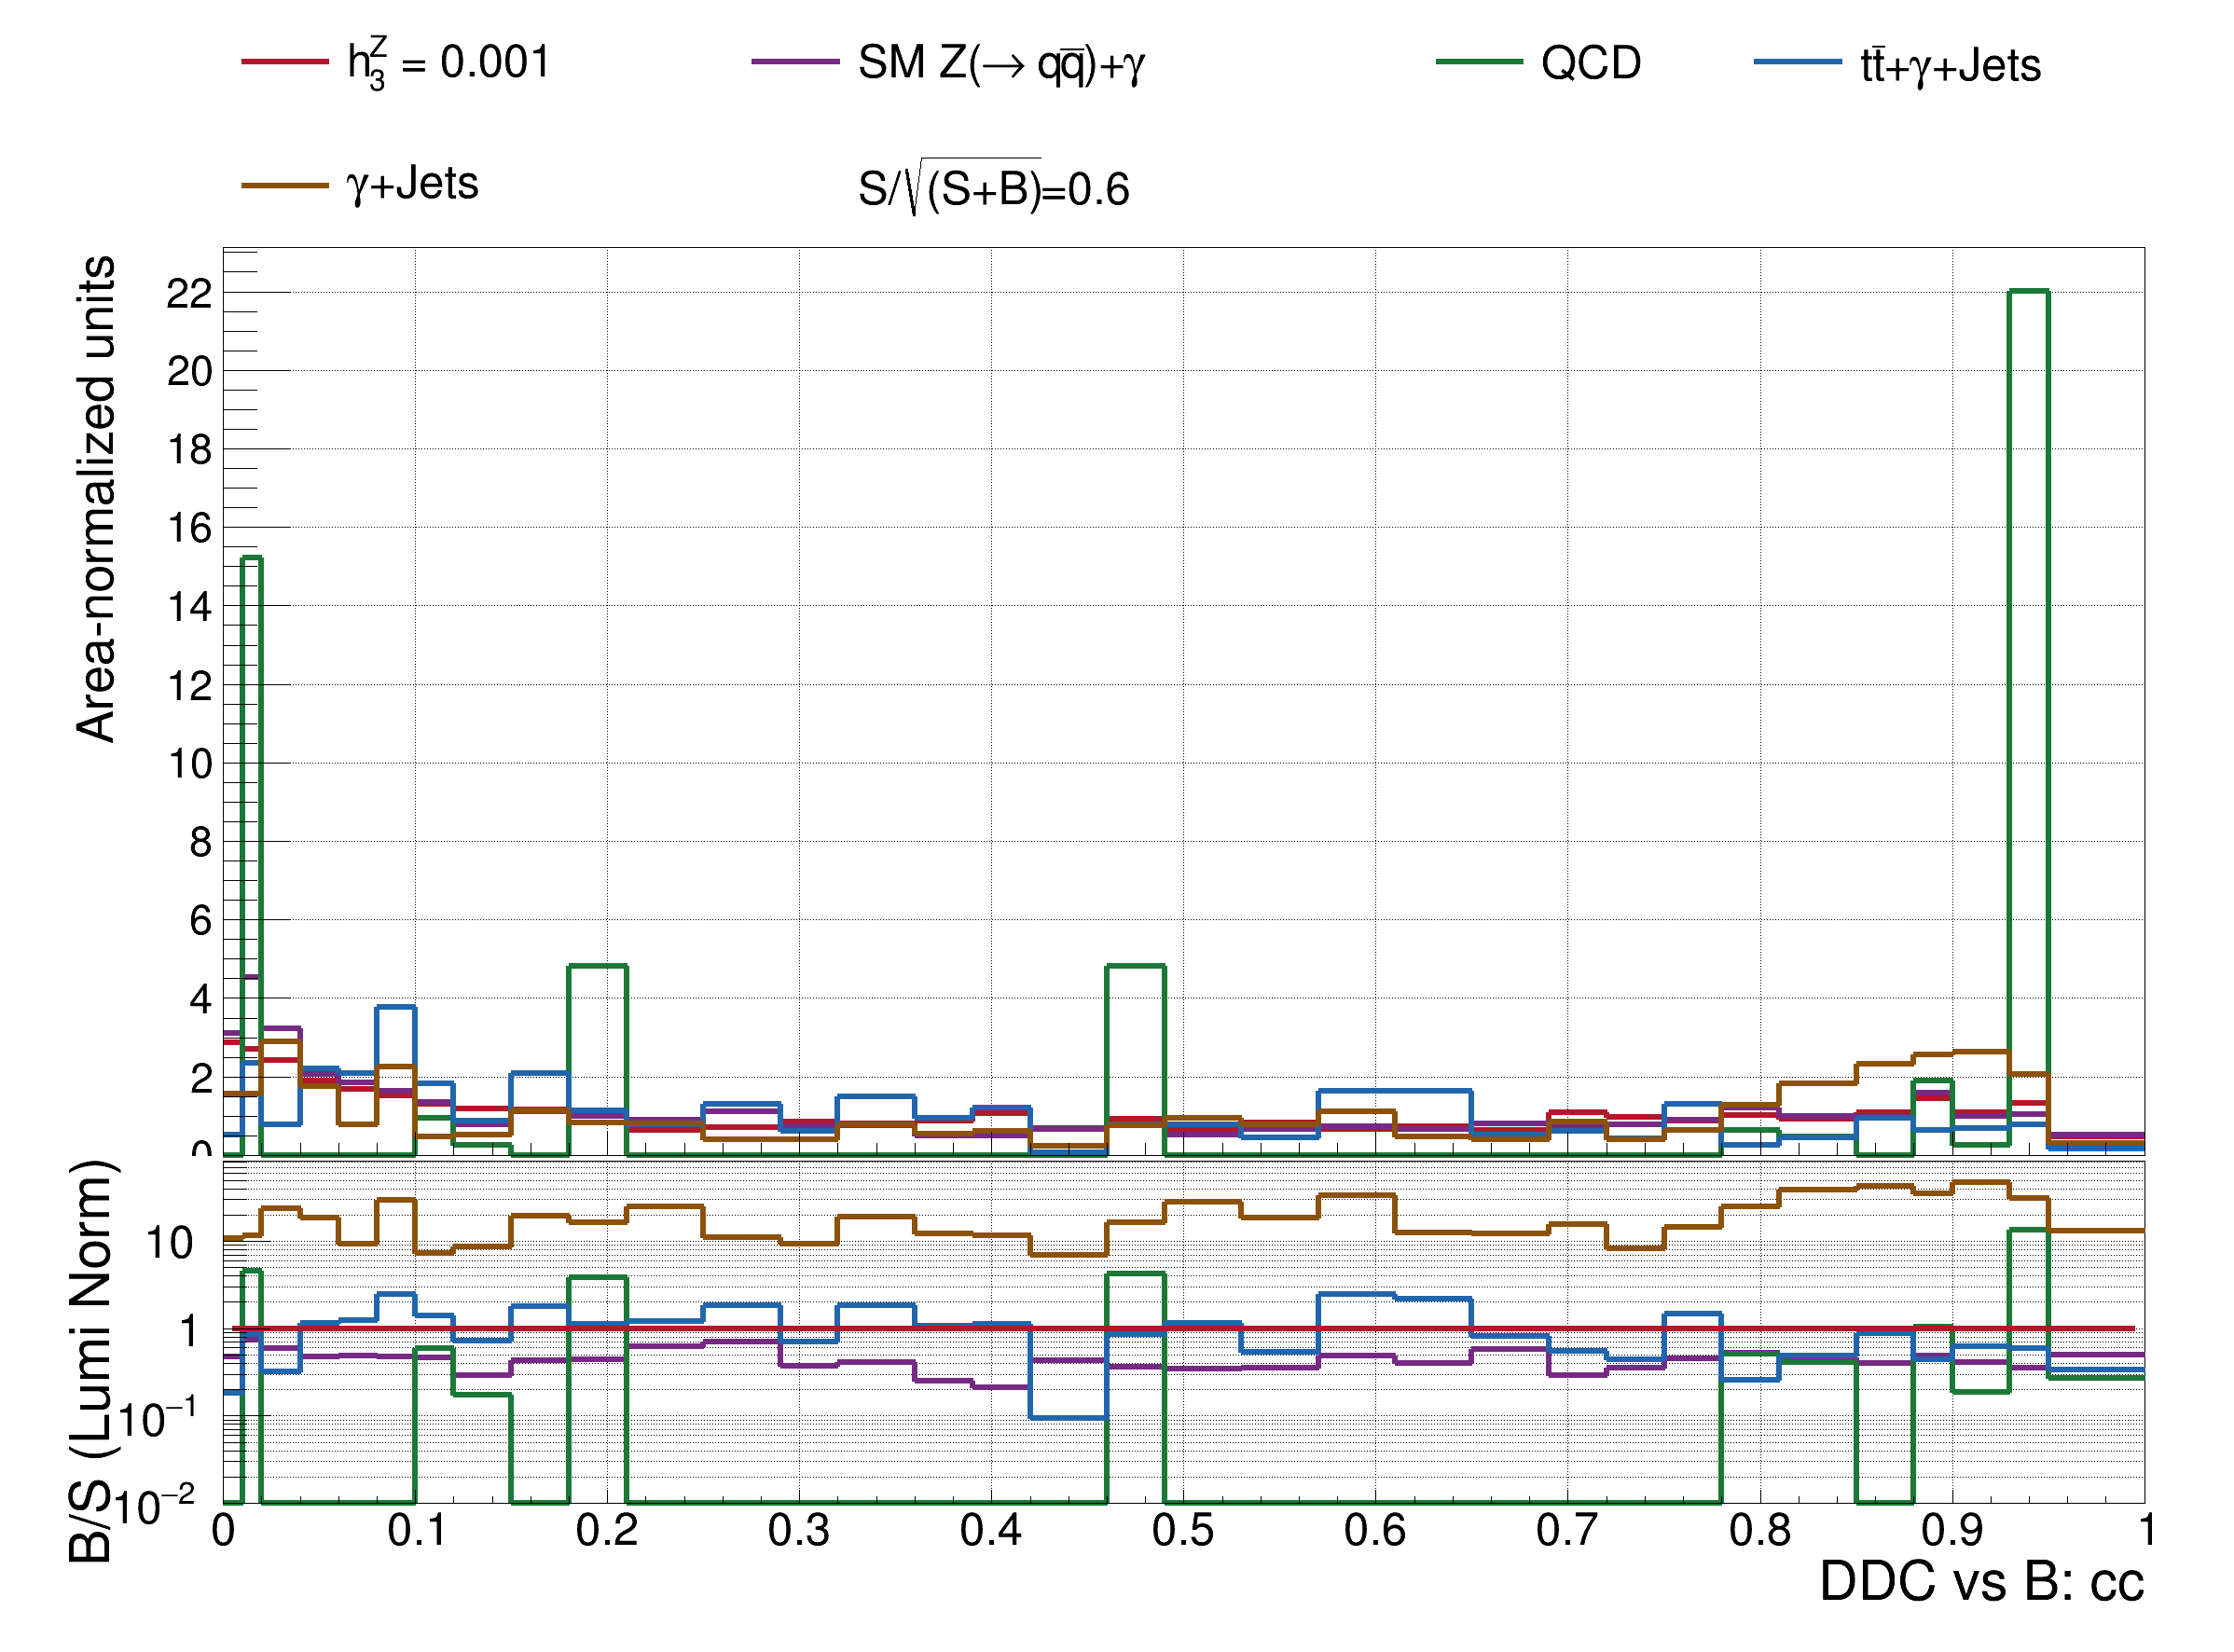 h₃ᶻ = 0.001
SM Z(→ qq̅)+γ
QCD
tt̅+γ+Jets
γ+Jets
S/√(S+B)=0.6
Area-normalized units
22
20
18
16
14
12
10
8
6
4
2
0
B/S (Lumi Norm)
10
1
10⁻¹
10⁻²
0 0.1 0.2 0.3 0.4 0.5 0.6 0.7 0.8 0.9 1
DDC vs B: cc